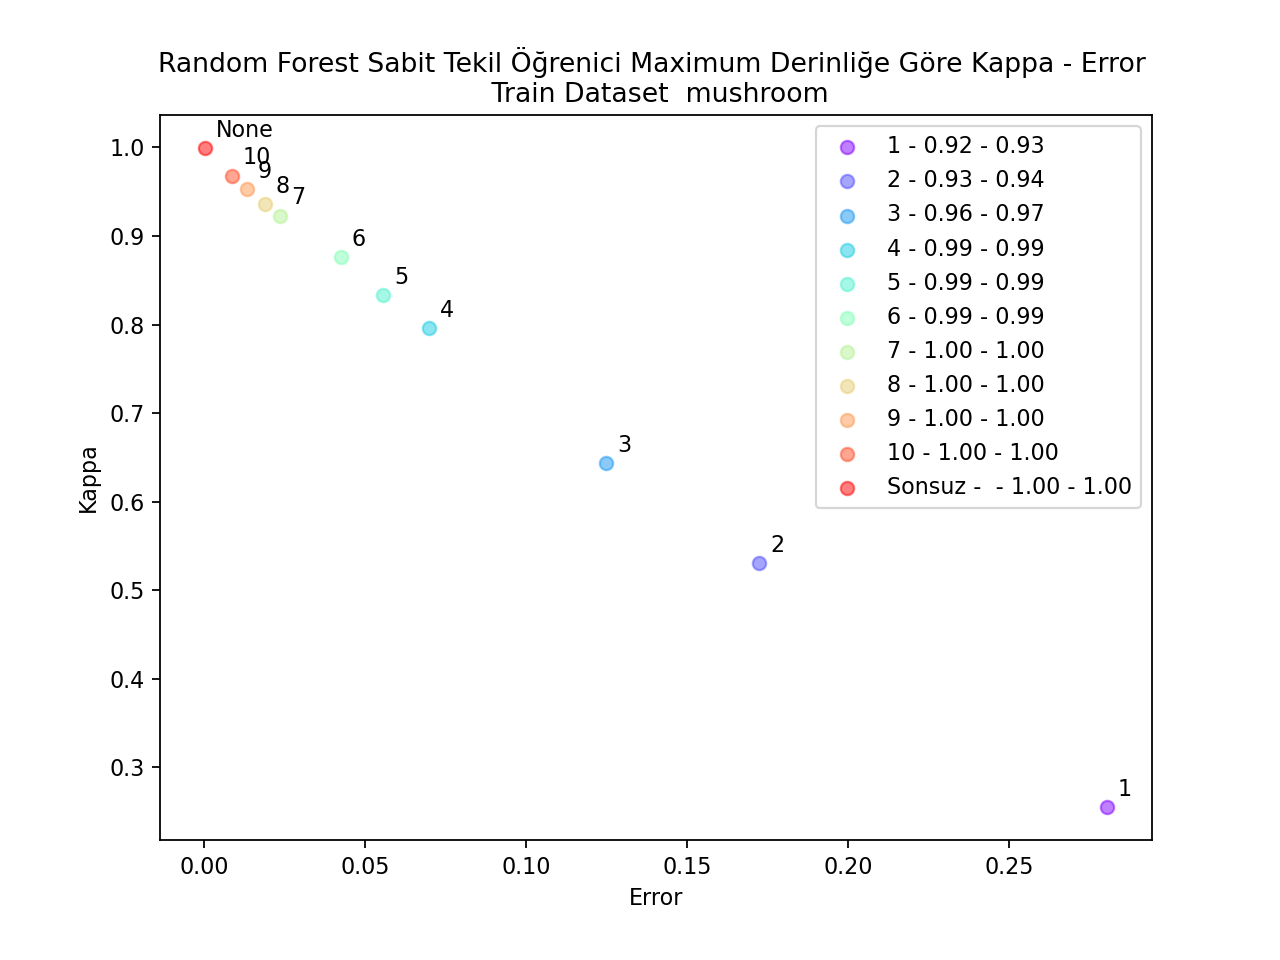 Random Forest Sabit Tekil Öğrenici Maximum Derinliğe Göre Kappa - Error
Train Dataset  mushroom
None
10
9
8
7
6
5
4
3
2
1
1 - 0.92 - 0.93
2 - 0.93 - 0.94
3 - 0.96 - 0.97
4 - 0.99 - 0.99
5 - 0.99 - 0.99
6 - 0.99 - 0.99
7 - 1.00 - 1.00
8 - 1.00 - 1.00
9 - 1.00 - 1.00
10 - 1.00 - 1.00
Sonsuz -  - 1.00 - 1.00
1.0
0.9
0.8
0.7
0.6
0.5
0.4
0.3
Kappa
0.00 0.05 0.10 0.15 0.20 0.25
Error